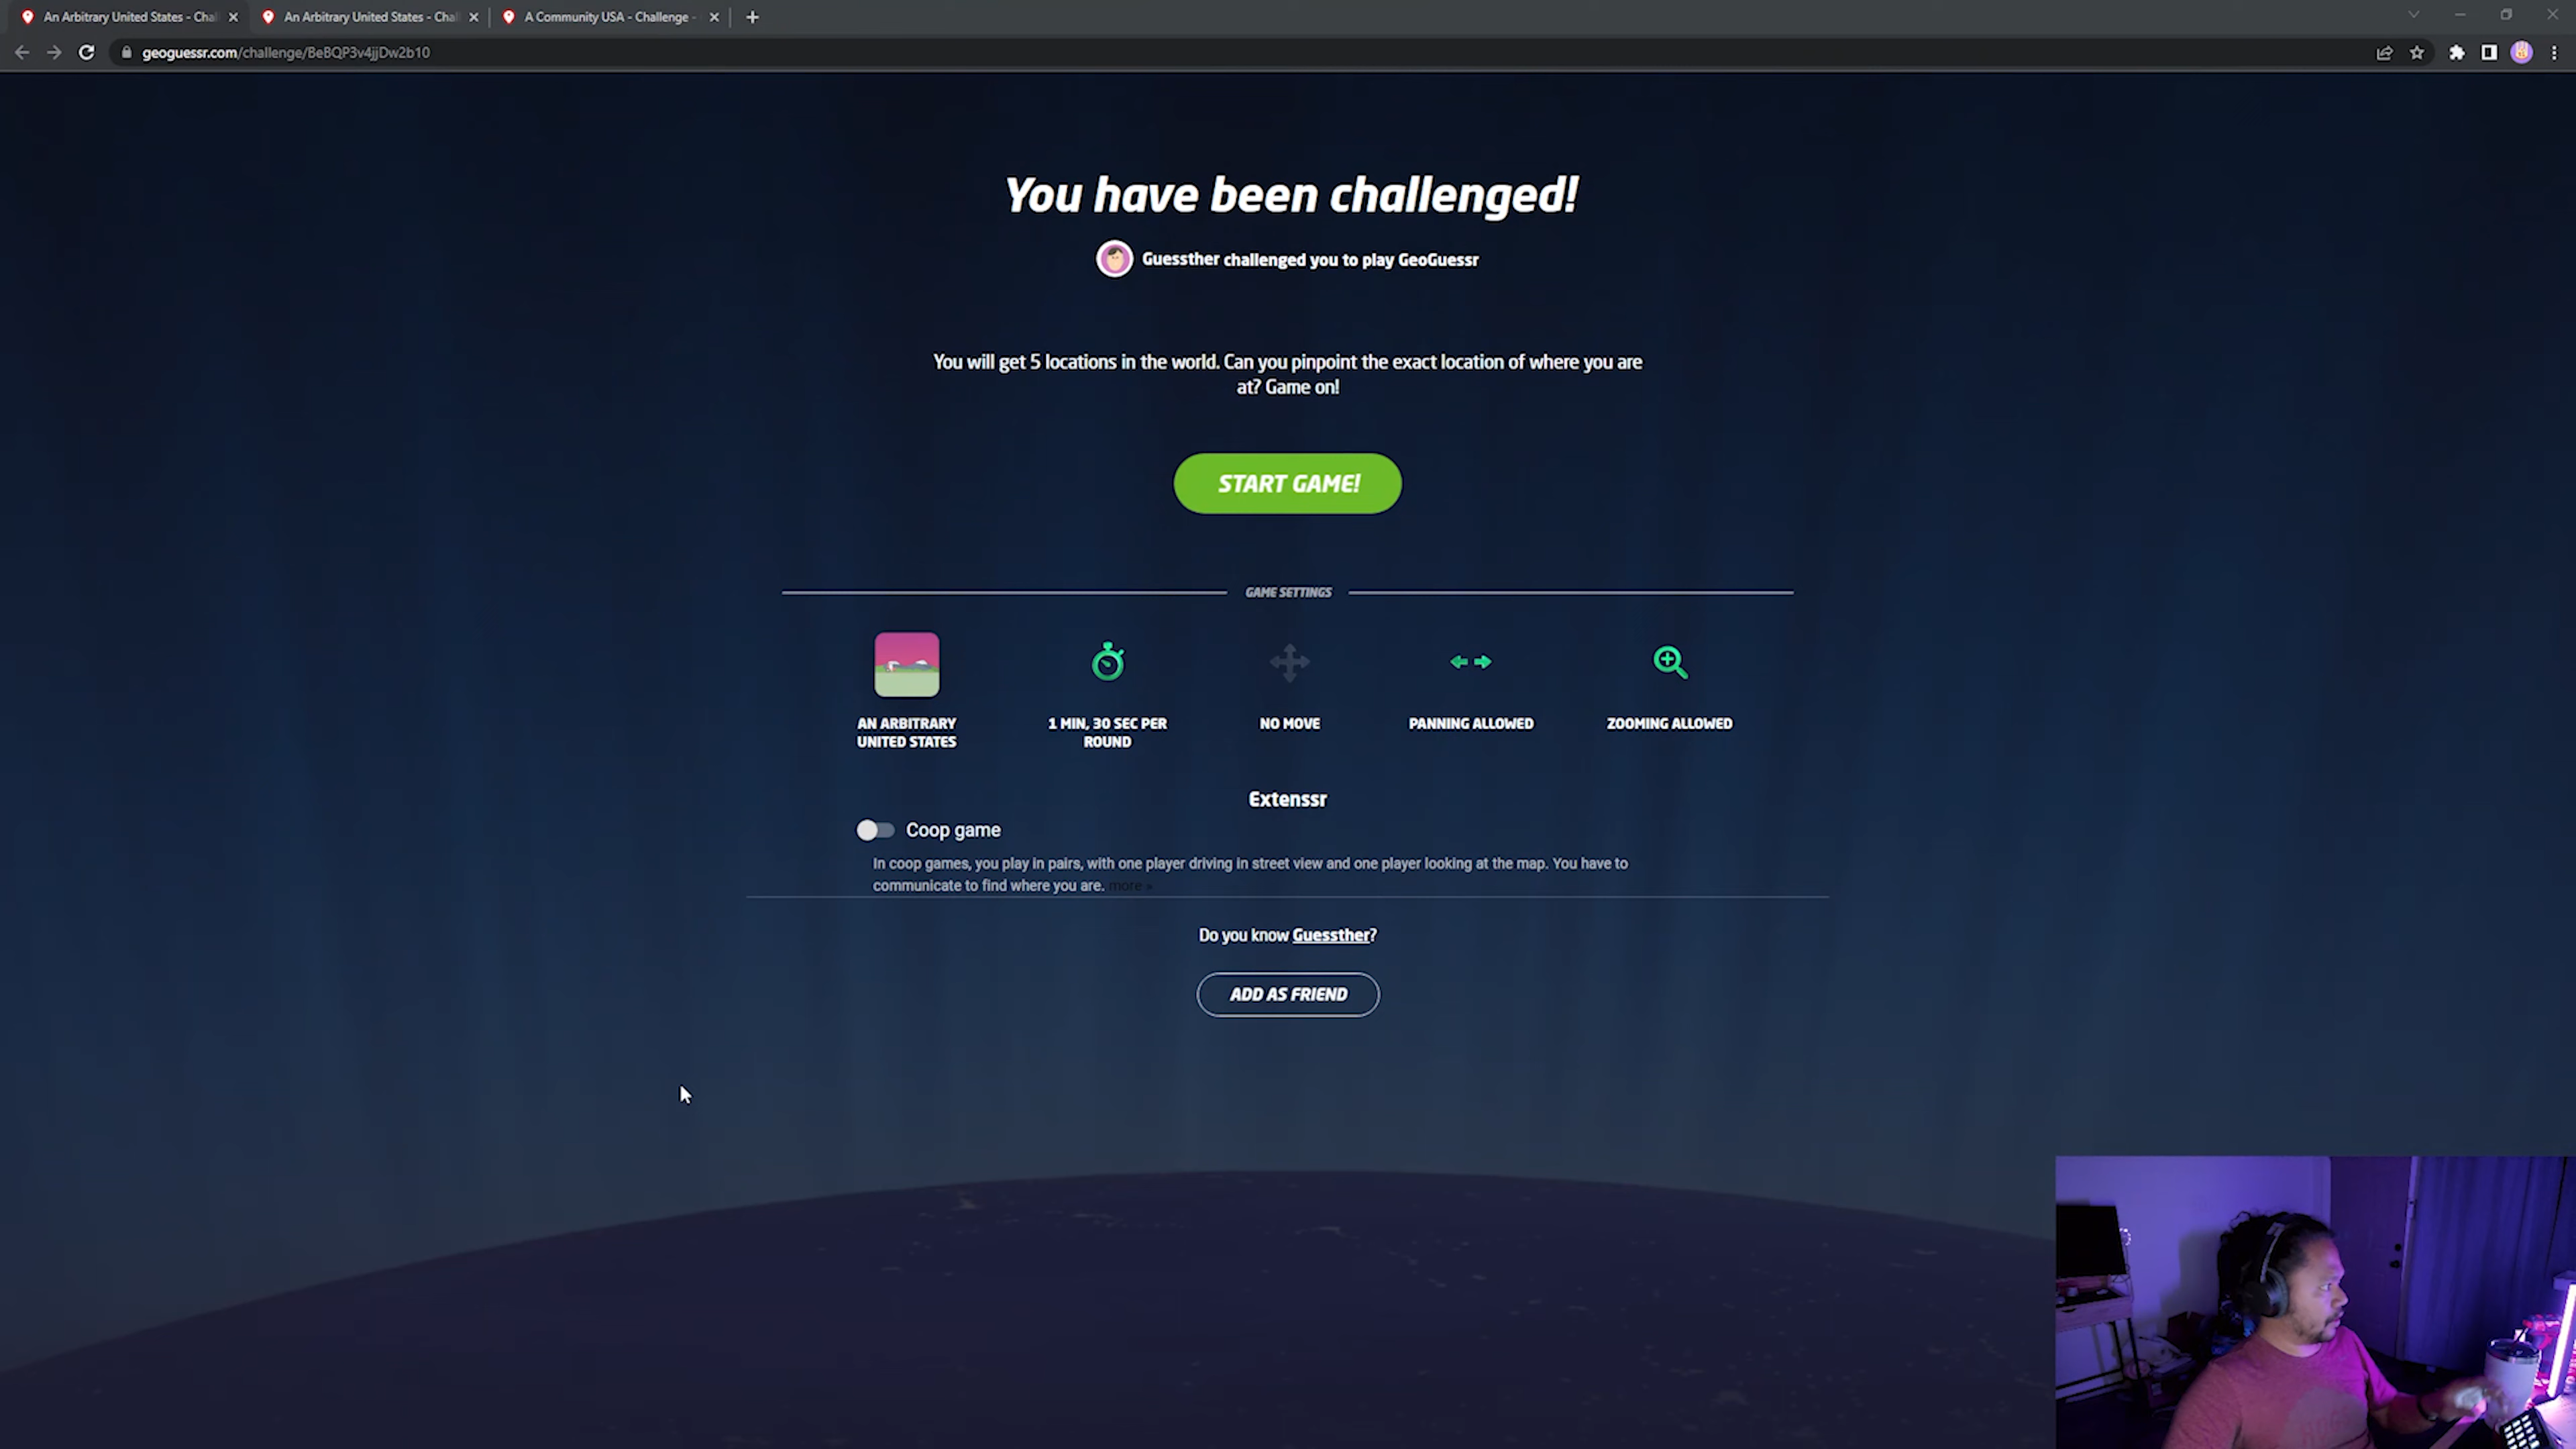 An Arbitrary United States - Chal
An Arbitrary United States - Chal
A Community USA - Challenge -
geoguessr.com/challenge/BeBQP3v4jjDw2b10
You have been challenged!
Guessther challenged you to play GeoGuessr
You will get 5 locations in the world. Can you pinpoint the exact location of where you are
at? Game on!
START GAME!
GAME SETTINGS
AN ARBITRARY
UNITED STATES
1 MIN, 30 SEC PER
ROUND
NO MOVE
PANNING ALLOWED
ZOOMING ALLOWED
Extenssr
Coop game
In coop games, you play in pairs, with one player driving in street view and one player looking at the map. You have to
communicate to find where you are. more »
Do you know Guessther?
ADD AS FRIEND